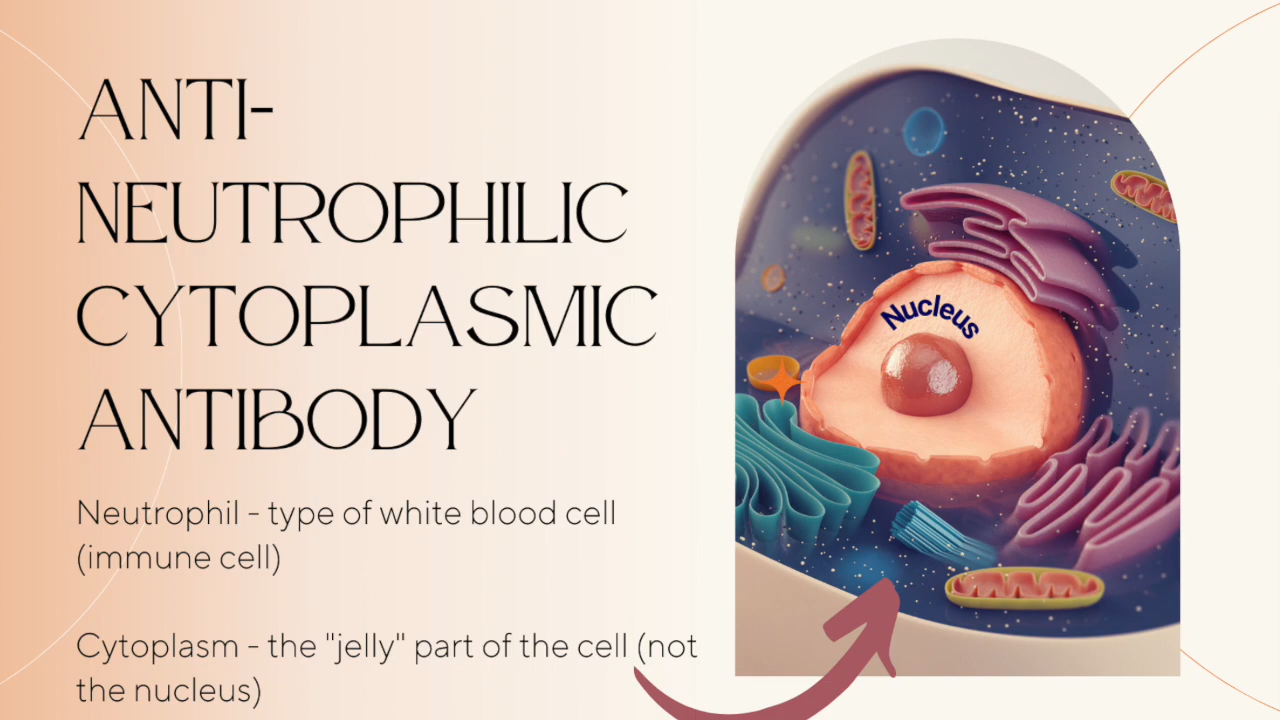 ANTI-
NEUTROPHILIC
CYTOPLASMIC
ANTIBODY
Neutrophil - type of white blood cell
(immune cell)
Cytoplasm - the "jelly" part of the cell (not
the nucleus)
Nucleus